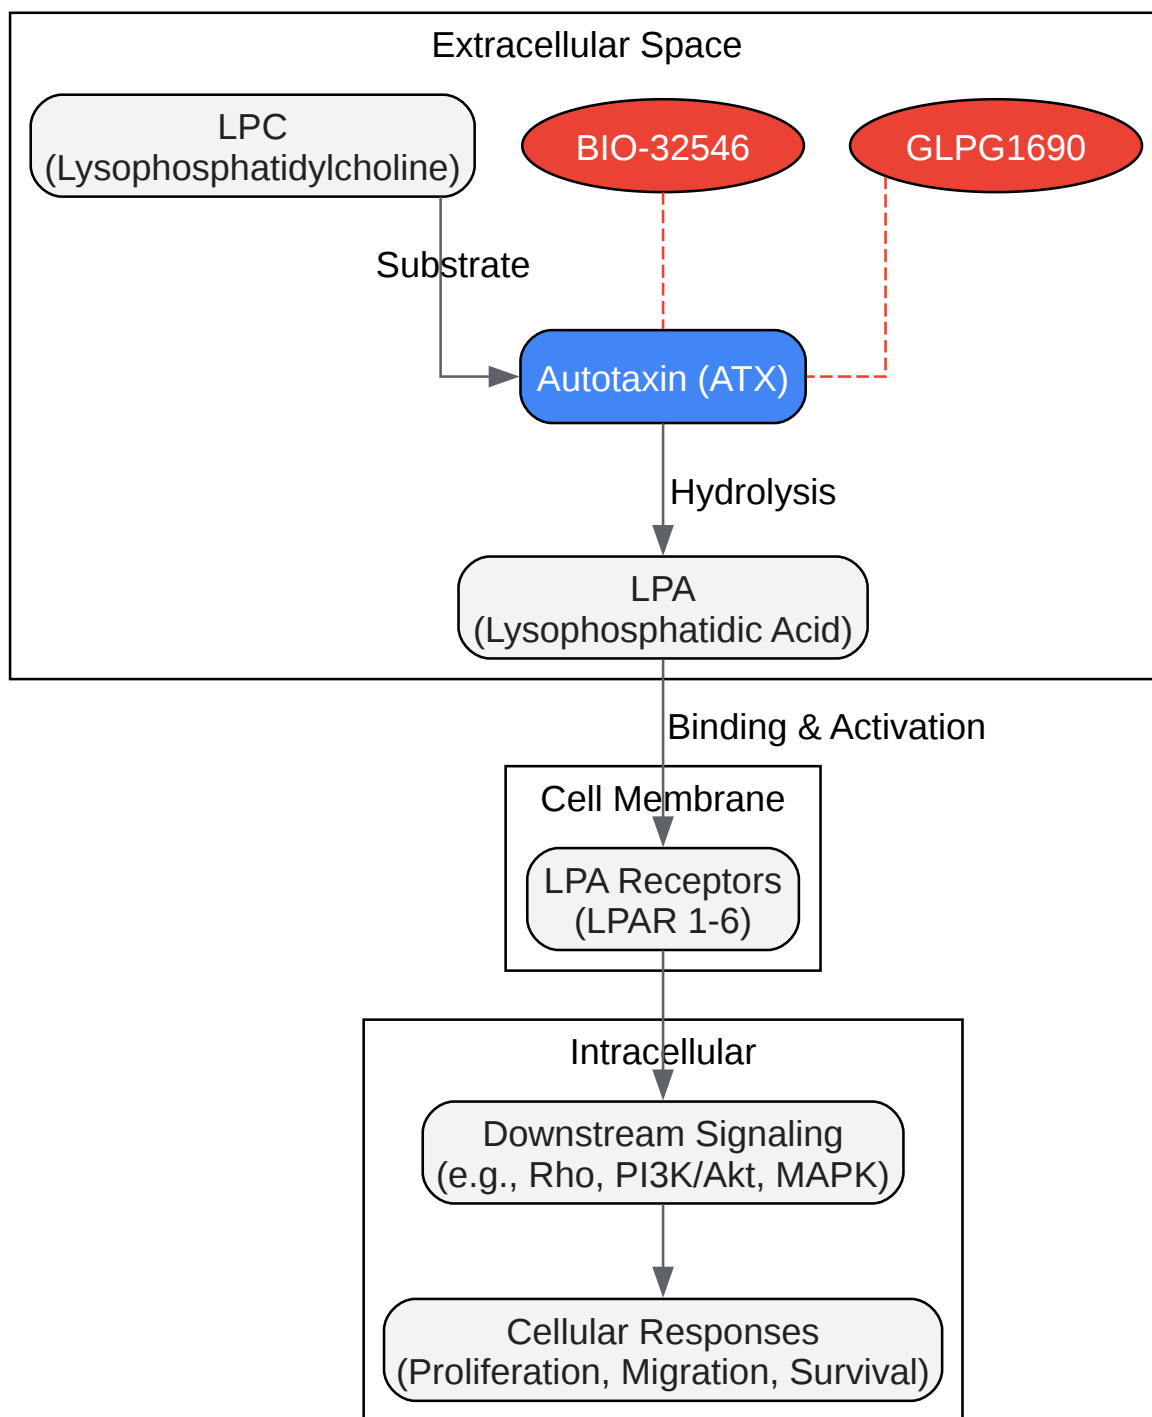 Extracellular Space
LPC
(Lysophosphatidylcholine)
BIO-32546
GLPG1690
Substrate
Autotaxin (ATX)
Hydrolysis
LPA
(Lysophosphatidic Acid)
Binding & Activation
Cell Membrane
LPA Receptors
(LPAR 1-6)
Intracellular
Downstream Signaling
(e.g., Rho, PI3K/Akt, MAPK)
Cellular Responses
(Proliferation, Migration, Survival)